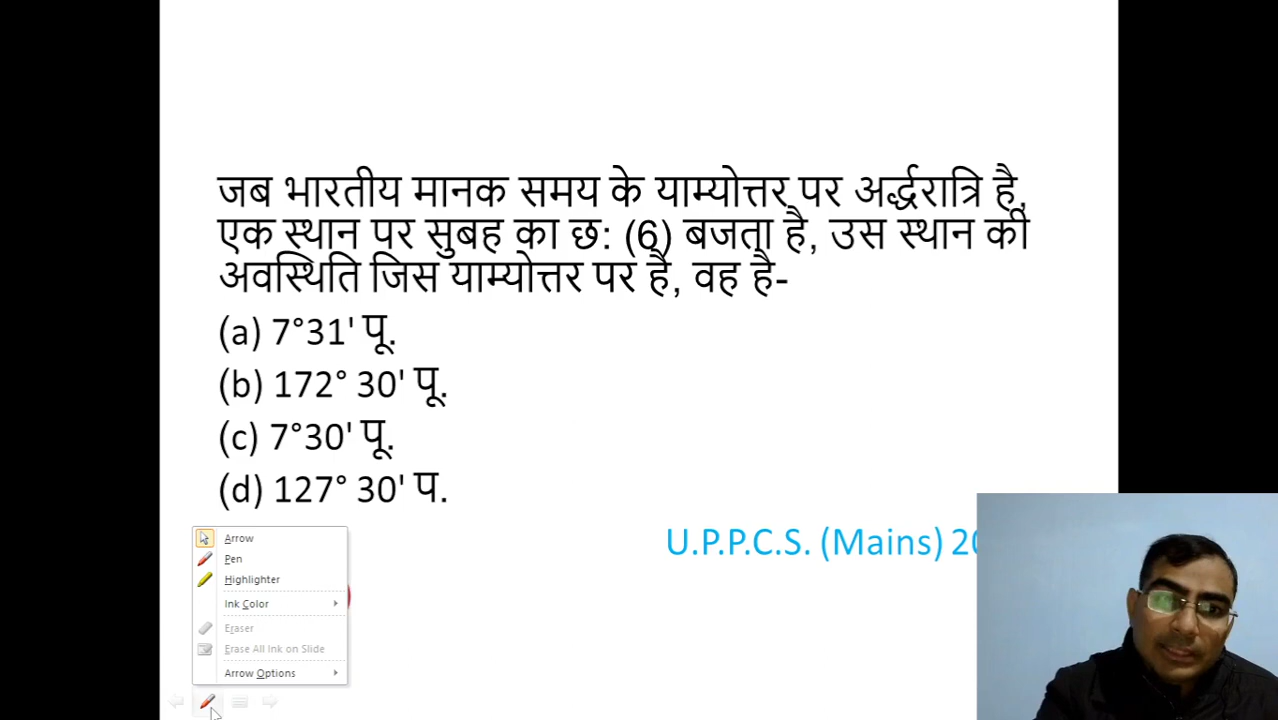 जब भारतीय मानक समय के याम्योत्तर पर अर्द्धरात्रि है,
एक स्थान पर सुबह का छ: (6) बजता है, उस स्थान की
अवस्थिति जिस याम्योत्तर पर है, वह है-
(a) 7°31' पू.
(b) 172° 30' पू.
(c) 7°30' पू.
(d) 127° 30' प.
U.P.P.C.S. (Mains)
Arrow
Pen
Highlighter
Ink Color
Eraser
Erase All Ink on Slide
Arrow Options